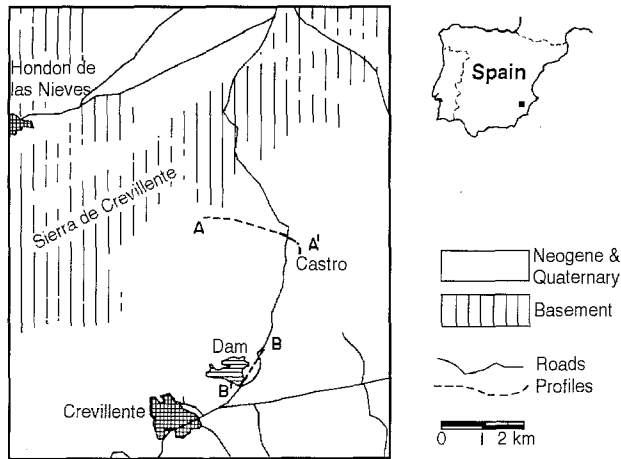 Hondon de
las Nieves
Sierra de Crevillente
A
A'
Castro
Dam
B
B'
Crevillente
Spain
Neogene &
Quaternary
Basement
Roads
Profiles
0 1 2 km